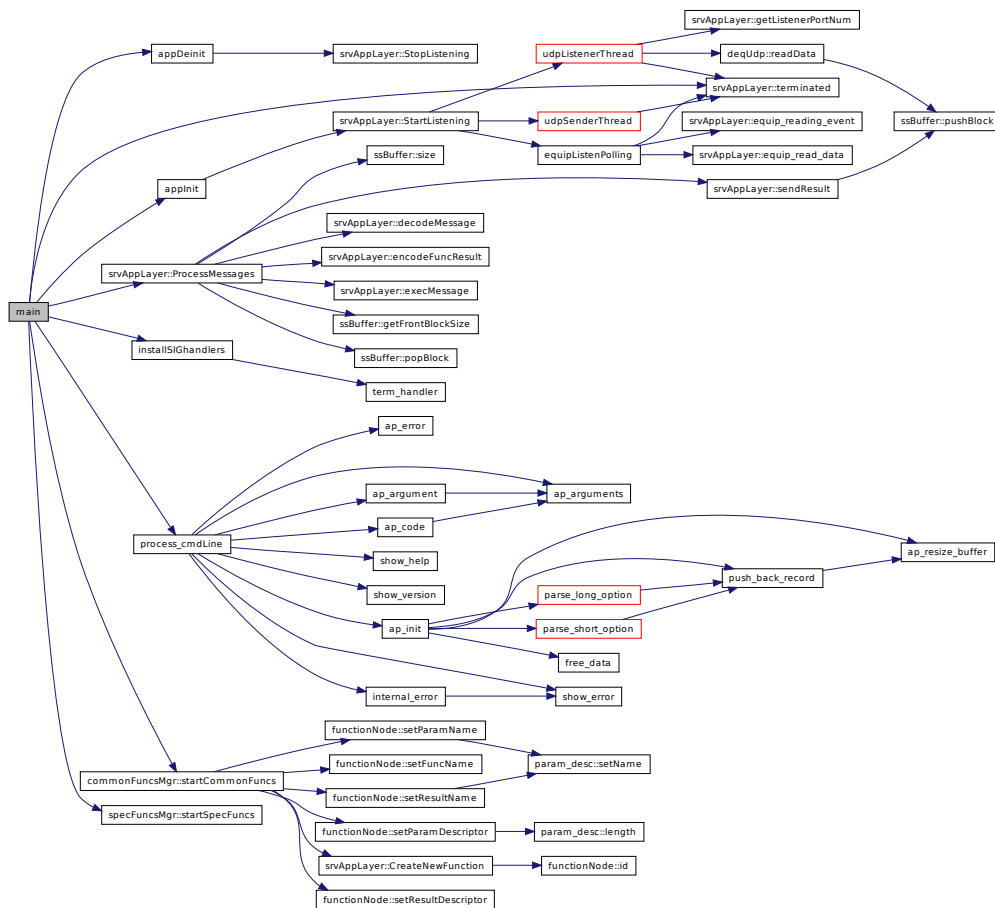 srvAppLayer::getListenerPortNum
appDeinit
srvAppLayer::StopListening
udpListenerThread
deqUdp::readData
srvAppLayer::terminated
srvAppLayer::StartListening
udpSenderThread
srvAppLayer::equip_reading_event
ssBuffer::pushBlock
ssBuffer::size
equipListenPolling
srvAppLayer::equip_read_data
appInit
srvAppLayer::sendResult
srvAppLayer::decodeMessage
srvAppLayer::encodeFuncResult
srvAppLayer::ProcessMessages
srvAppLayer::execMessage
main
ssBuffer::getFrontBlockSize
installSIGhandlers
ssBuffer::popBlock
term_handler
ap_error
ap_argument
ap_arguments
ap_code
process_cmdLine
show_help
ap_resize_buffer
push_back_record
show_version
parse_long_option
ap_init
parse_short_option
free_data
internal_error
show_error
functionNode::setParamName
functionNode::setFuncName
param_desc::setName
commonFuncsMgr::startCommonFuncs
functionNode::setResultName
specFuncsMgr::startSpecFuncs
functionNode::setParamDescriptor
param_desc::length
srvAppLayer::CreateNewFunction
functionNode::id
functionNode::setResultDescriptor